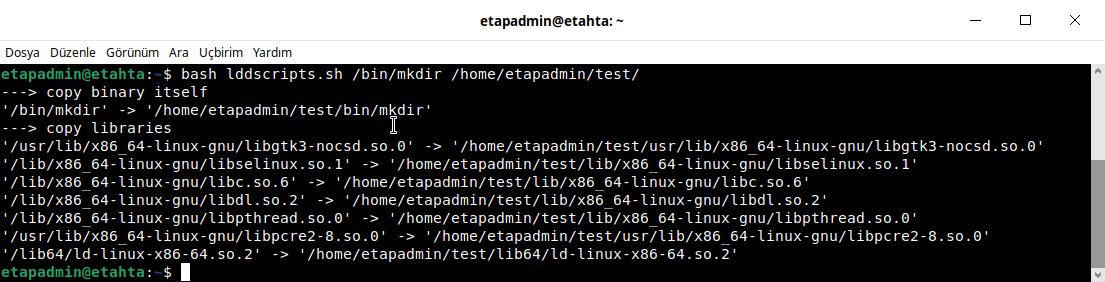 etapadmin@etahta: ~
Dosya Düzenle Görünüm Ara Uçbirim Yardım
etapadmin@etahta:~$ bash lddscripts.sh /bin/mkdir /home/etapadmin/test/
---> copy binary itself
'/bin/mkdir' -> '/home/etapadmin/test/bin/mkdir'
---> copy libraries
'/usr/lib/x86_64-linux-gnu/libgtk3-nocsd.so.0' -> '/home/etapadmin/test/usr/lib/x86_64-linux-gnu/libgtk3-nocsd.so.0'
'/lib/x86_64-linux-gnu/libselinux.so.1' -> '/home/etapadmin/test/lib/x86_64-linux-gnu/libselinux.so.1'
'/lib/x86_64-linux-gnu/libc.so.6' -> '/home/etapadmin/test/lib/x86_64-linux-gnu/libc.so.6'
'/lib/x86_64-linux-gnu/libdl.so.2' -> '/home/etapadmin/test/lib/x86_64-linux-gnu/libdl.so.2'
'/lib/x86_64-linux-gnu/libpthread.so.0' -> '/home/etapadmin/test/lib/x86_64-linux-gnu/libpthread.so.0'
'/usr/lib/x86_64-linux-gnu/libpcre2-8.so.0' -> '/home/etapadmin/test/usr/lib/x86_64-linux-gnu/libpcre2-8.so.0'
'/lib64/ld-linux-x86-64.so.2' -> '/home/etapadmin/test/lib64/ld-linux-x86-64.so.2'
etapadmin@etahta:~$